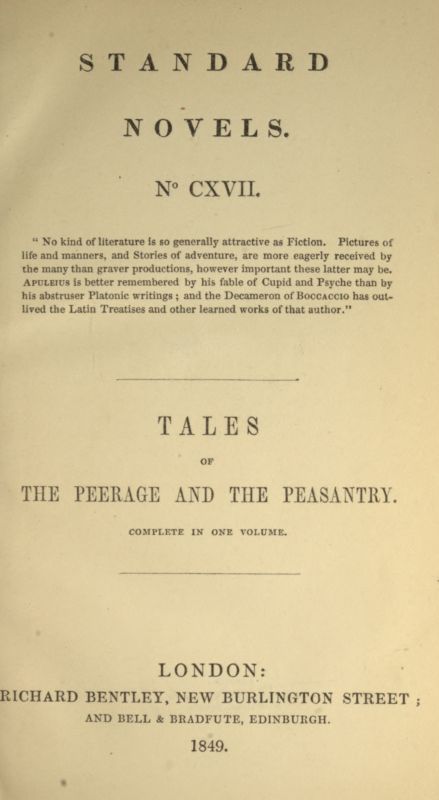 STANDARD
NOVELS.
No CXVII.
" No kind of literature is so generally attractive as Fiction. Pictures of
life and manners, and Stories of adventure, are more eagerly received by
the many than graver productions, however important these latter may be.
APULEIUS is better remembered by his fable of Cupid and Psyche than by
his abstruser Platonic writings ; and the Decameron of BOCCACCIO has out-
lived the Latin Treatises and other learned works of that author."
TALES
OF
THE PEERAGE AND THE PEASANTRY.
COMPLETE IN ONE VOLUME.
LONDON:
RICHARD BENTLEY, NEW BURLINGTON STREET ;
AND BELL & BRADFUTE, EDINBURGH.
1849.